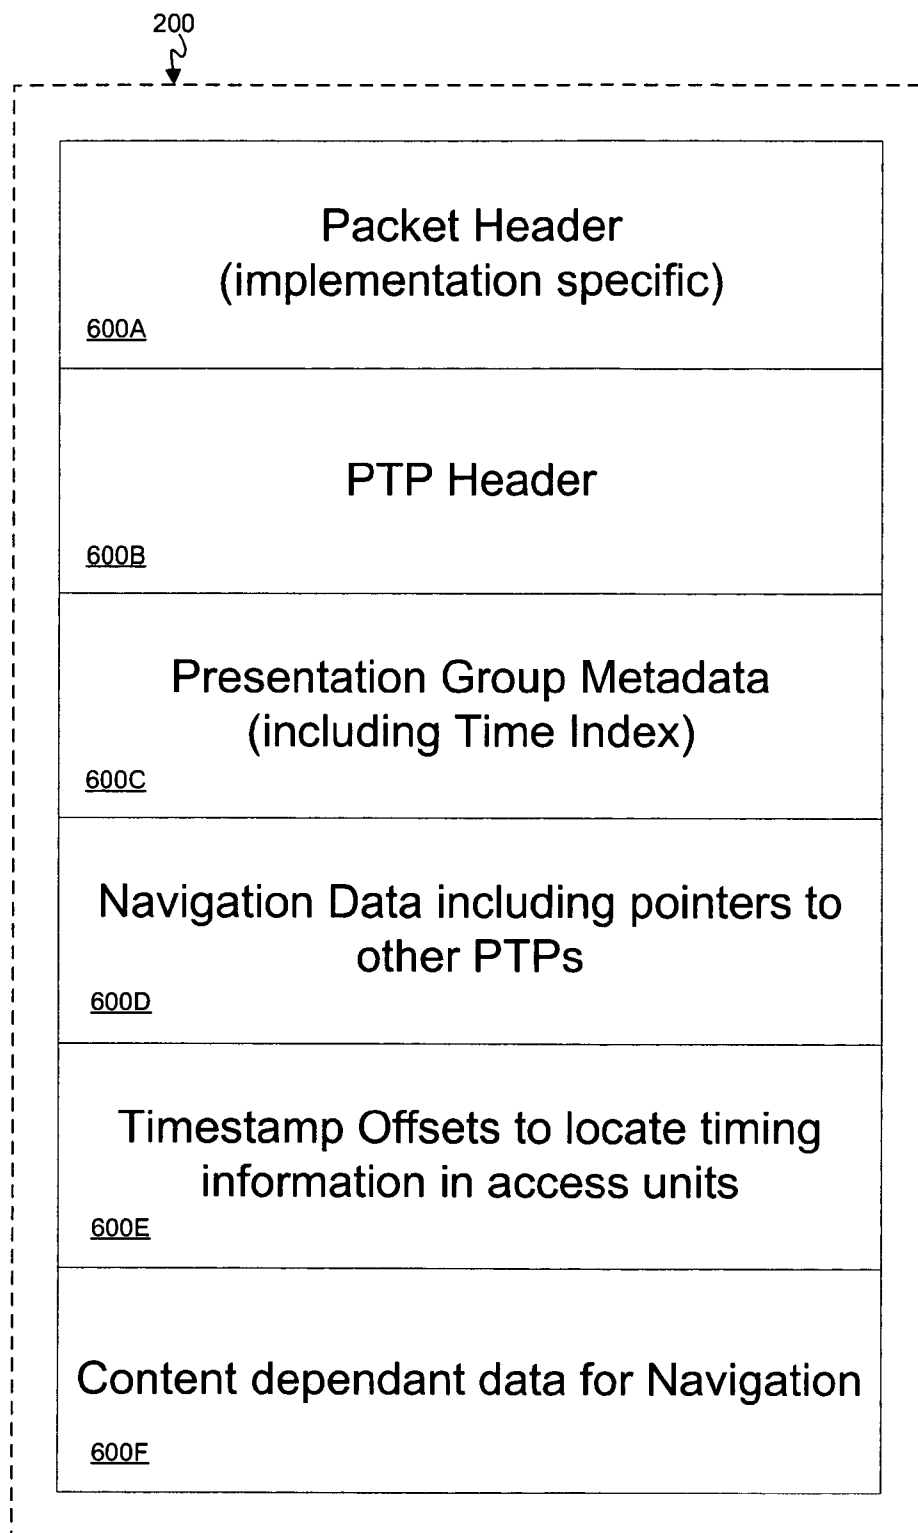 200
Packet Header
(implementation specific)
600A
PTP Header
600B
Presentation Group Metadata
(including Time Index)
600C
Navigation Data including pointers to
other PTPs
600D
Timestamp Offsets to locate timing
information in access units
600E
Content dependant data for Navigation
600F